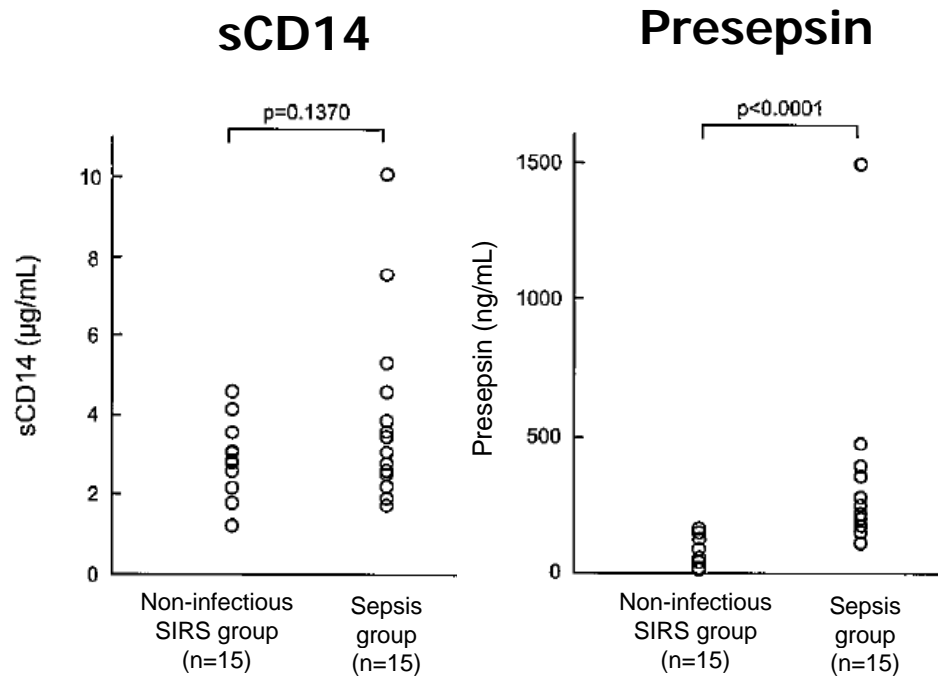 sCD14
p=0.1370
10
8
6
4
2
0
sCD14 (µg/mL)
Non-infectious
SIRS group
(n=15)
Sepsis
group
(n=15)
Presepsin
p<0.0001
1500
1000
500
0
Presepsin (ng/mL)
Non-infectious
SIRS group
(n=15)
Sepsis
group
(n=15)